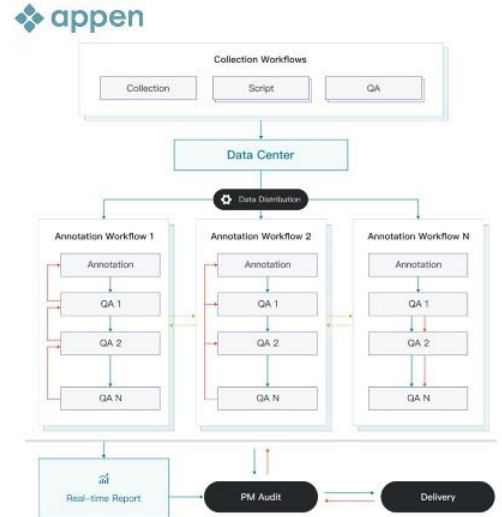 appen
Collection Workflows
Collection
Script
QA
Data Center
Data Distribution
Annotation Workflow 1
Annotation
QA 1
QA 2
QA N
Annotation Workflow 2
Annotation
QA 1
QA 2
QA N
Annotation Workflow N
Annotation
QA 1
QA 2
QA N
Real-time Report
PM Audit
Delivery